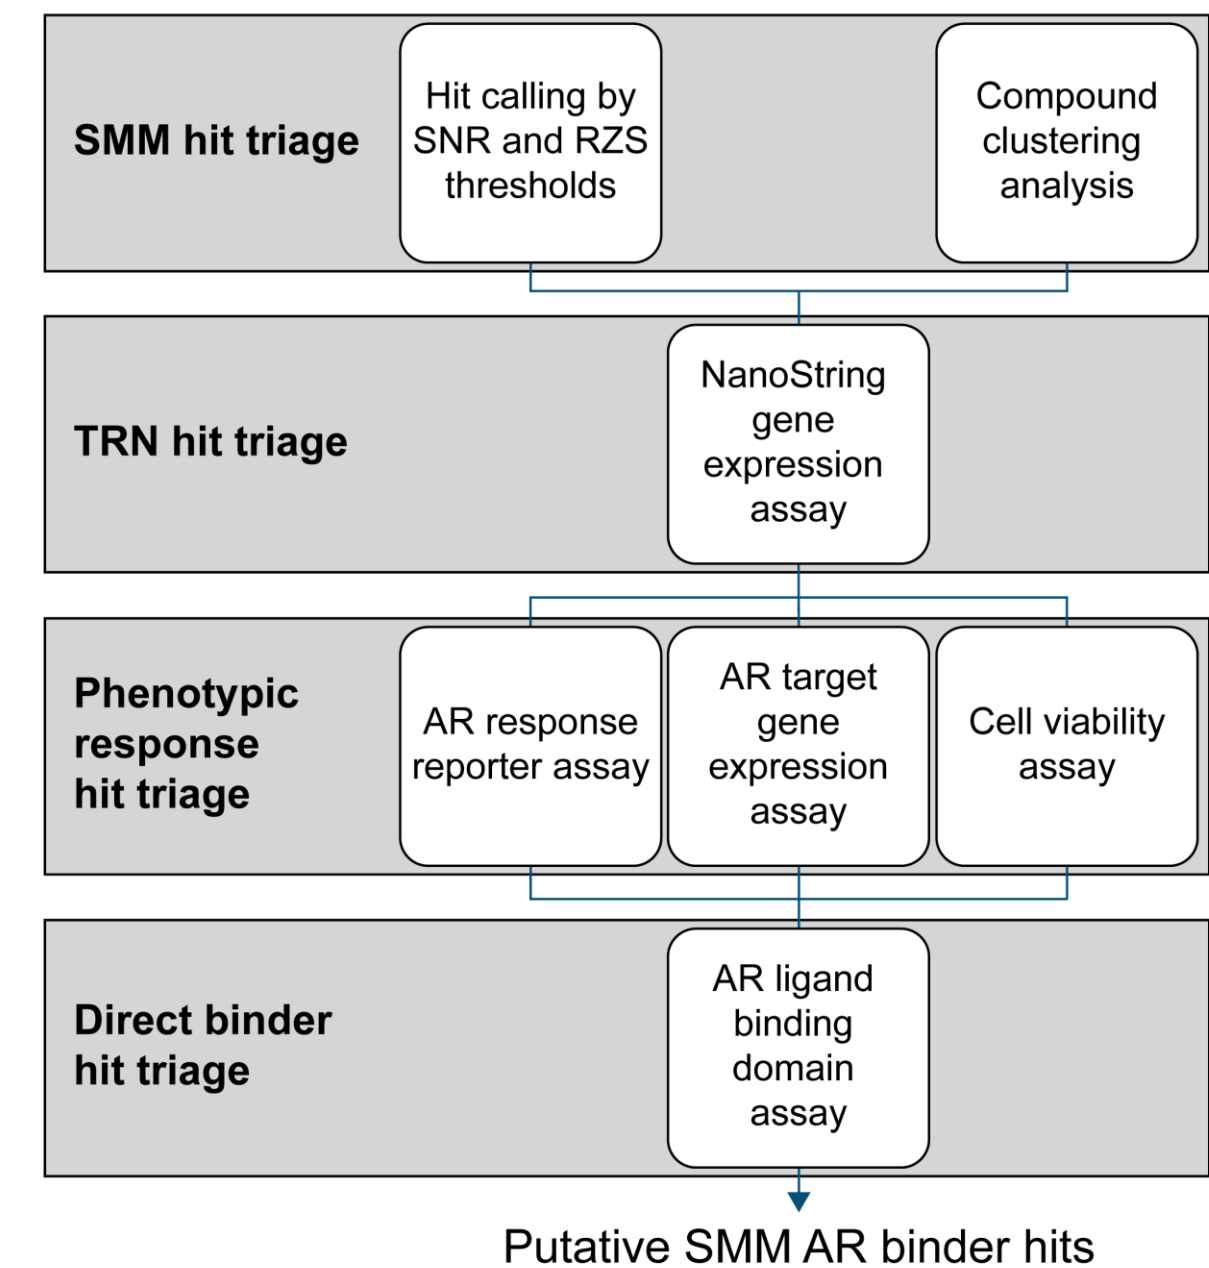 SMM hit triage
Hit calling by
SNR and RZS
thresholds
Compound
clustering
analysis
TRN hit triage
NanoString
gene
expression
assay
Phenotypic
response
hit triage
AR response
reporter assay
AR target
gene
expression
assay
Cell viability
assay
Direct binder
hit triage
AR ligand
binding
domain
assay
Putative SMM AR binder hits